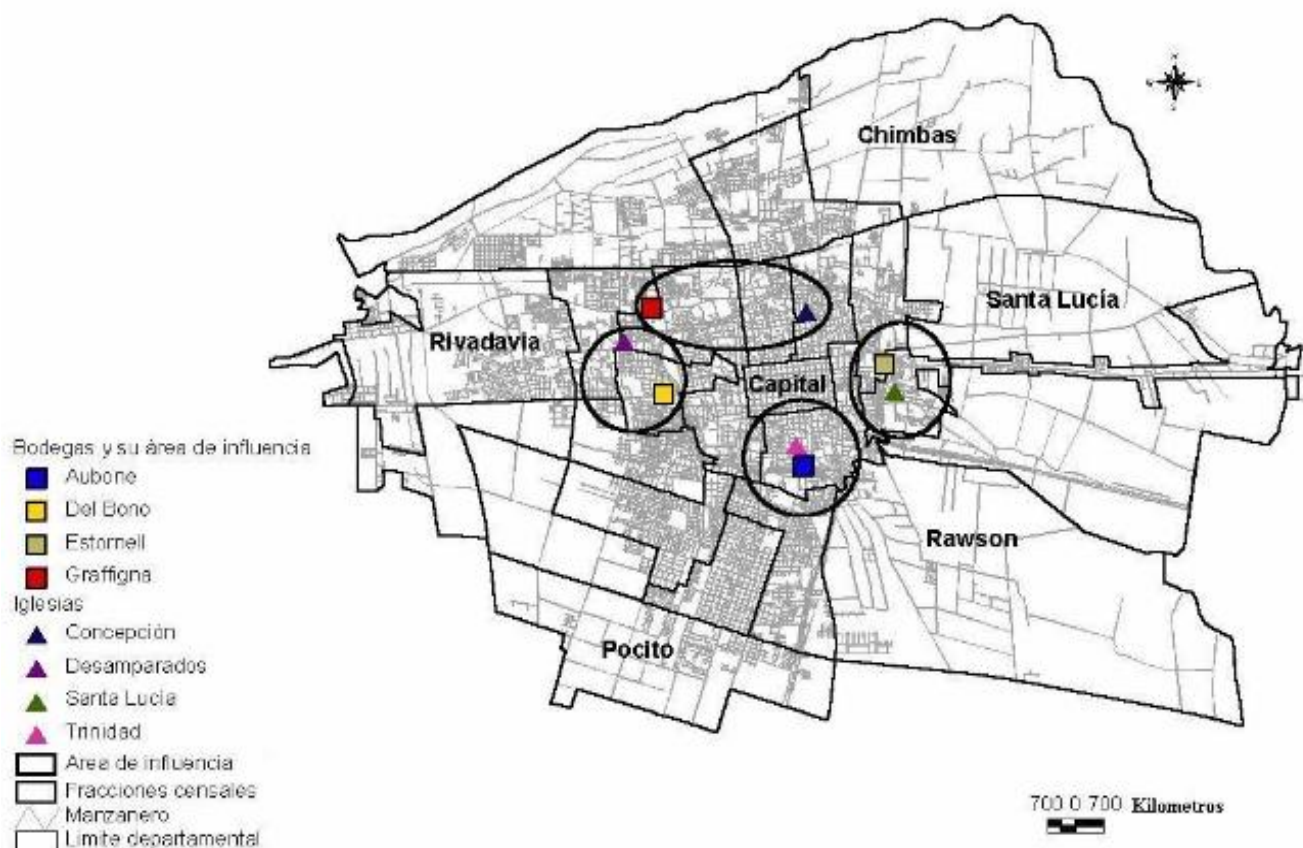 Chimbas
Santa Lucía
Rivadavia
Capital
Rawson
Pocito
Bodegas y su área de influencia
Aubone
Del Bono
Estornell
Graffigna
Iglesias
Concepción
Desamparados
Santa Lucía
Trinidad
Area de influencia
Fracciones censales
Manzanero
Limite departamental
700 0 700 Kilometros